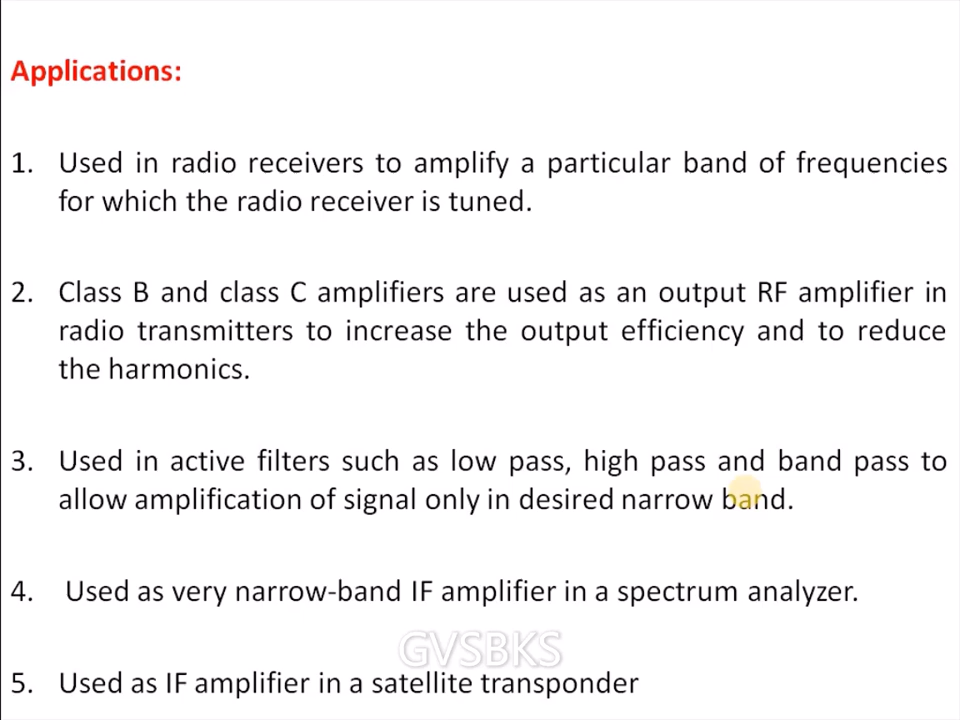 Applications:
1. Used in radio receivers to amplify a particular band of frequencies
for which the radio receiver is tuned.
2. Class B and class C amplifiers are used as an output RF amplifier in
radio transmitters to increase the output efficiency and to reduce
the harmonics.
3. Used in active filters such as low pass, high pass and band pass to
allow amplification of signal only in desired narrow band.
4. Used as very narrow-band IF amplifier in a spectrum analyzer.
GVSBKS
5. Used as IF amplifier in a satellite transponder